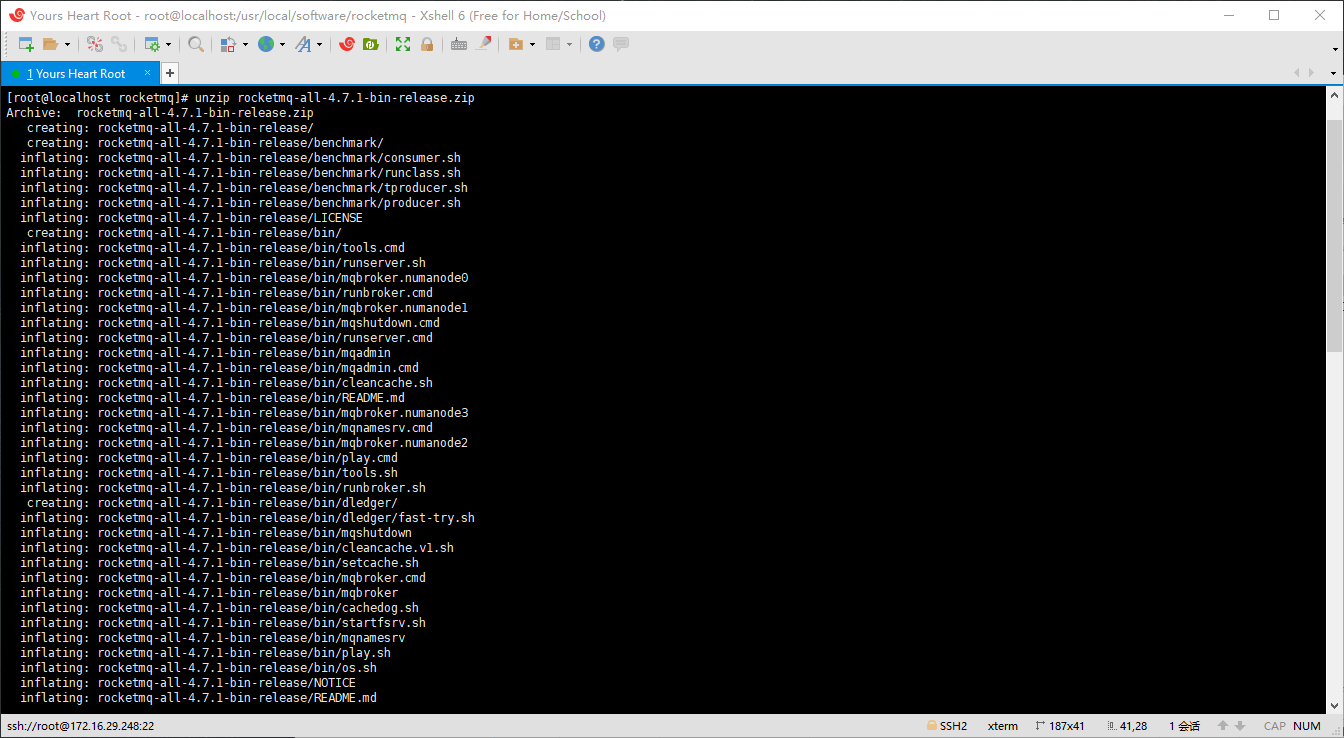 Yours Heart Root - root@localhost:/usr/local/software/rocketmq - Xshell 6 (Free for Home/School)
1 Yours Heart Root
[root@localhost rocketmq]# unzip rocketmq-all-4.7.1-bin-release.zip
Archive:  rocketmq-all-4.7.1-bin-release.zip
   creating: rocketmq-all-4.7.1-bin-release/
   creating: rocketmq-all-4.7.1-bin-release/benchmark/
  inflating: rocketmq-all-4.7.1-bin-release/benchmark/consumer.sh
  inflating: rocketmq-all-4.7.1-bin-release/benchmark/runclass.sh
  inflating: rocketmq-all-4.7.1-bin-release/benchmark/tproducer.sh
  inflating: rocketmq-all-4.7.1-bin-release/benchmark/producer.sh
  inflating: rocketmq-all-4.7.1-bin-release/LICENSE
   creating: rocketmq-all-4.7.1-bin-release/bin/
  inflating: rocketmq-all-4.7.1-bin-release/bin/tools.cmd
  inflating: rocketmq-all-4.7.1-bin-release/bin/runserver.sh
  inflating: rocketmq-all-4.7.1-bin-release/bin/mqbroker.numanode0
  inflating: rocketmq-all-4.7.1-bin-release/bin/runbroker.cmd
  inflating: rocketmq-all-4.7.1-bin-release/bin/mqbroker.numanode1
  inflating: rocketmq-all-4.7.1-bin-release/bin/mqshutdown.cmd
  inflating: rocketmq-all-4.7.1-bin-release/bin/runserver.cmd
  inflating: rocketmq-all-4.7.1-bin-release/bin/mqadmin
  inflating: rocketmq-all-4.7.1-bin-release/bin/mqadmin.cmd
  inflating: rocketmq-all-4.7.1-bin-release/bin/cleancache.sh
  inflating: rocketmq-all-4.7.1-bin-release/bin/README.md
  inflating: rocketmq-all-4.7.1-bin-release/bin/mqbroker.numanode3
  inflating: rocketmq-all-4.7.1-bin-release/bin/mqnamesrv.cmd
  inflating: rocketmq-all-4.7.1-bin-release/bin/mqbroker.numanode2
  inflating: rocketmq-all-4.7.1-bin-release/bin/play.cmd
  inflating: rocketmq-all-4.7.1-bin-release/bin/tools.sh
  inflating: rocketmq-all-4.7.1-bin-release/bin/runbroker.sh
   creating: rocketmq-all-4.7.1-bin-release/bin/dledger/
  inflating: rocketmq-all-4.7.1-bin-release/bin/dledger/fast-try.sh
  inflating: rocketmq-all-4.7.1-bin-release/bin/mqshutdown
  inflating: rocketmq-all-4.7.1-bin-release/bin/cleancache.v1.sh
  inflating: rocketmq-all-4.7.1-bin-release/bin/setcache.sh
  inflating: rocketmq-all-4.7.1-bin-release/bin/mqbroker.cmd
  inflating: rocketmq-all-4.7.1-bin-release/bin/mqbroker
  inflating: rocketmq-all-4.7.1-bin-release/bin/cachedog.sh
  inflating: rocketmq-all-4.7.1-bin-release/bin/startfsrv.sh
  inflating: rocketmq-all-4.7.1-bin-release/bin/mqnamesrv
  inflating: rocketmq-all-4.7.1-bin-release/bin/play.sh
  inflating: rocketmq-all-4.7.1-bin-release/bin/os.sh
  inflating: rocketmq-all-4.7.1-bin-release/NOTICE
  inflating: rocketmq-all-4.7.1-bin-release/README.md
ssh://root@172.16.29.248:22 SSH2 xterm 187x41 41,28 1 会话 CAP NUM